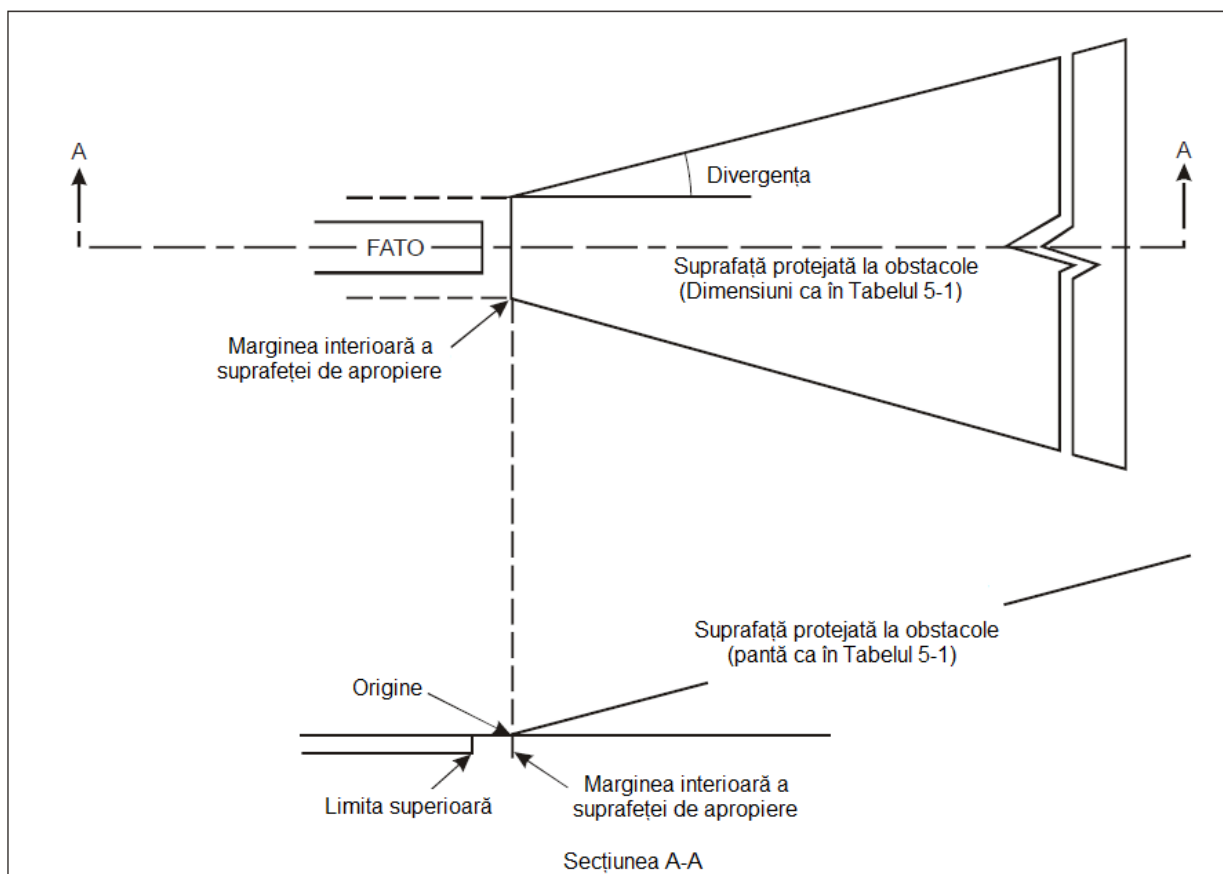 A
A
Divergența
FATO
Suprafață protejată la obstacole
(Dimensiuni ca în Tabelul 5-1)
Marginea interioară a
suprafeței de apropiere
Suprafață protejată la obstacole
(pantă ca în Tabelul 5-1)
Origine
Limita superioară
Marginea interioară a
suprafeței de apropiere
Secțiunea A-A